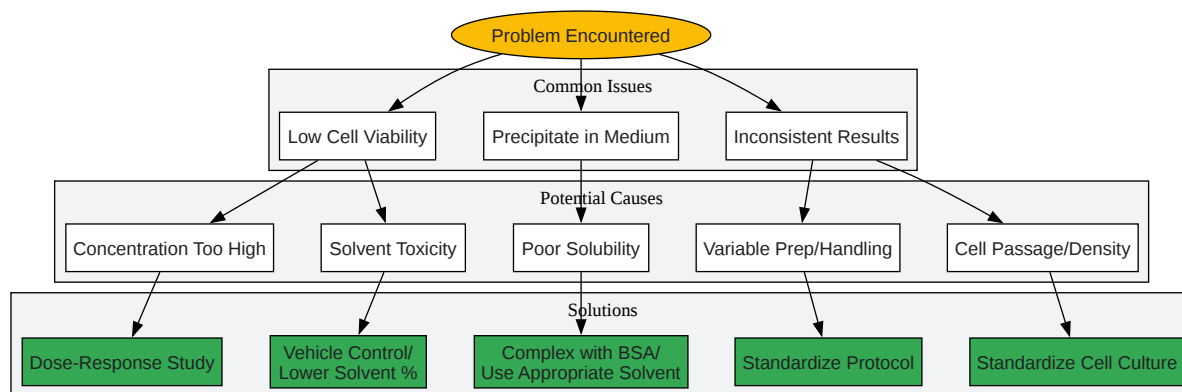 Problem Encountered
Common Issues
Low Cell Viability
Precipitate in Medium
Inconsistent Results
Potential Causes
Concentration Too High
Solvent Toxicity
Poor Solubility
Variable Prep/Handling
Cell Passage/Density
Solutions
Dose-Response Study
Vehicle Control/
Lower Solvent %
Complex with BSA/
Use Appropriate Solvent
Standardize Protocol
Standardize Cell Culture